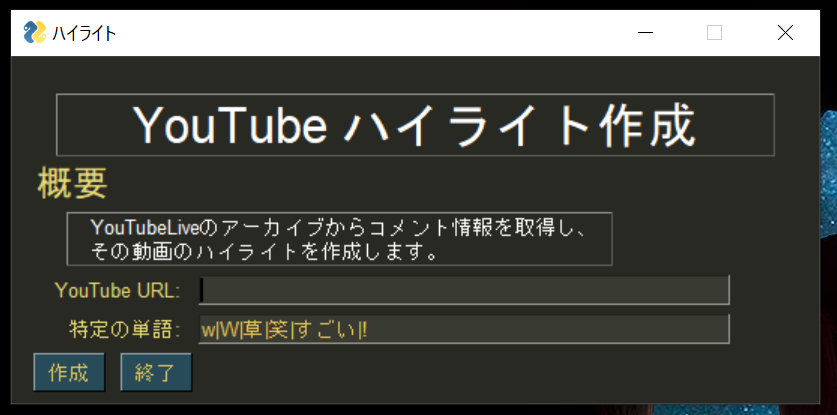 ハイライト
YouTube ハイライト作成
概要
YouTubeLiveのアーカイブからコメント情報を取得し、
その動画のハイライトを作成します。
YouTube URL:
特定の単語: w|W|草|笑|すごい|!
作成 終了